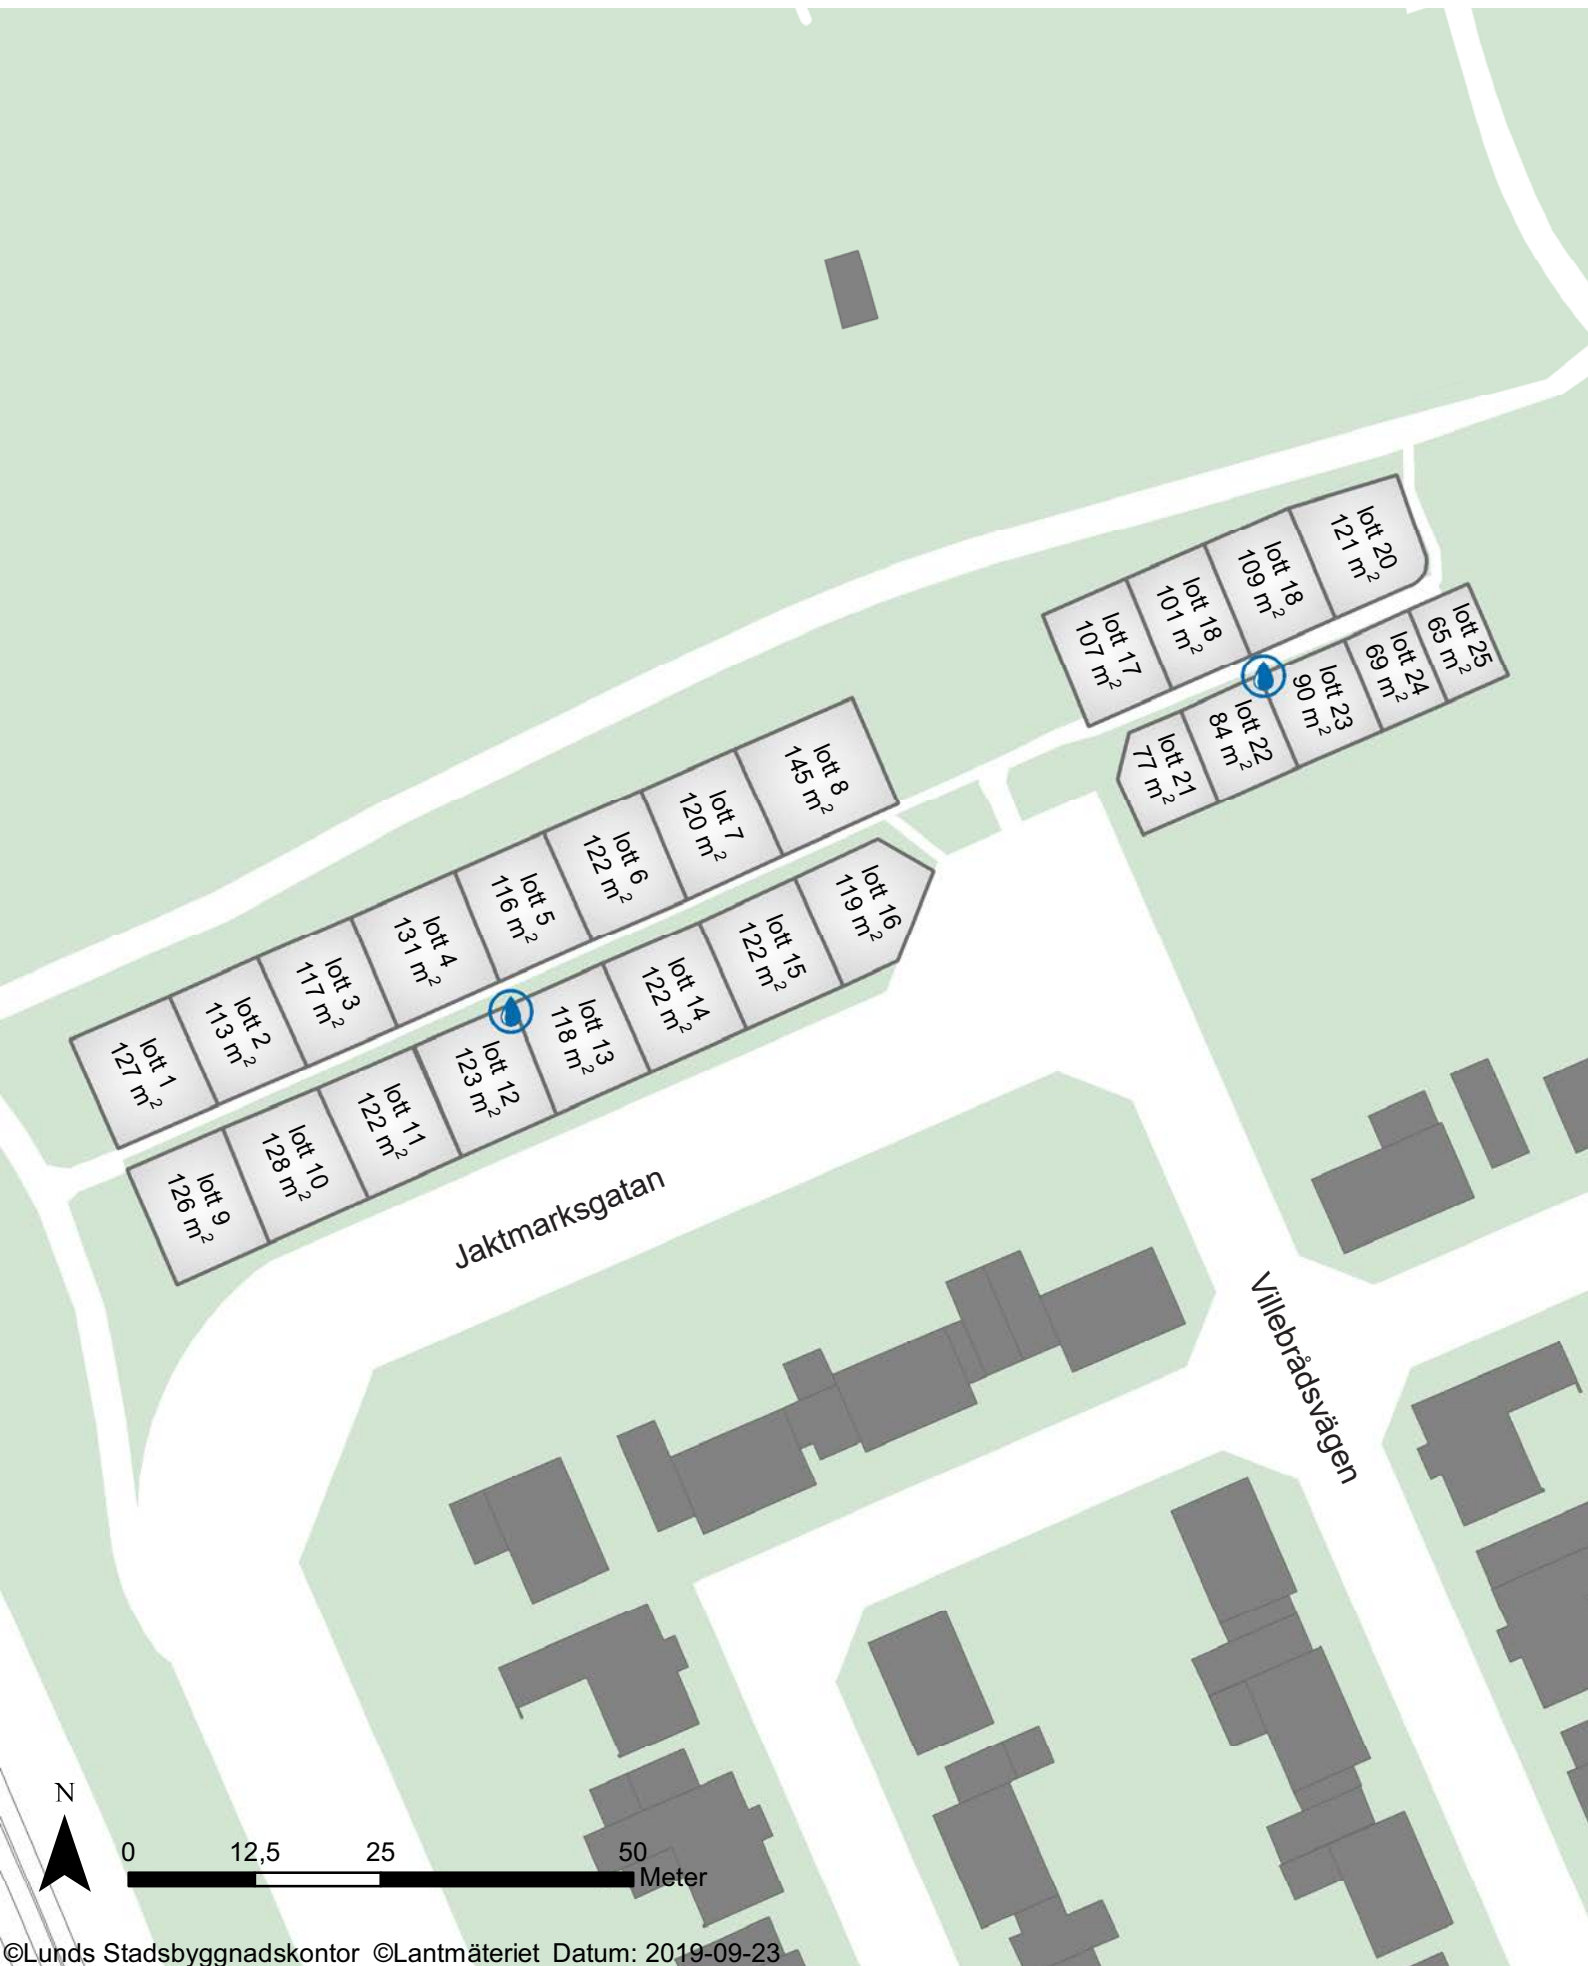 lott 20
121 m2
lott 18
109 m2
lott 18
101 m2
lott 17
107 m2
lott 25
65 m2
lott 24
69 m2
lott 23
90 m2
lott 22
84 m2
lott 21
77 m2
lott 8
145 m2
lott 7
120 m2
lott 6
122 m2
lott 5
116 m2
lott 4
131 m2
lott 3
117 m2
lott 2
113 m2
lott 1
127 m2
lott 16
119 m2
lott 15
122 m2
lott 14
122 m2
lott 13
118 m2
lott 12
123 m2
lott 11
122 m2
lott 10
128 m2
lott 9
126 m2
Jaktmarksgatan
Villebrådsvägen
N
0 12,5 25 50
Meter
©Lunds Stadsbyggnadskontor ©Lantmäteriet Datum: 2019-09-23